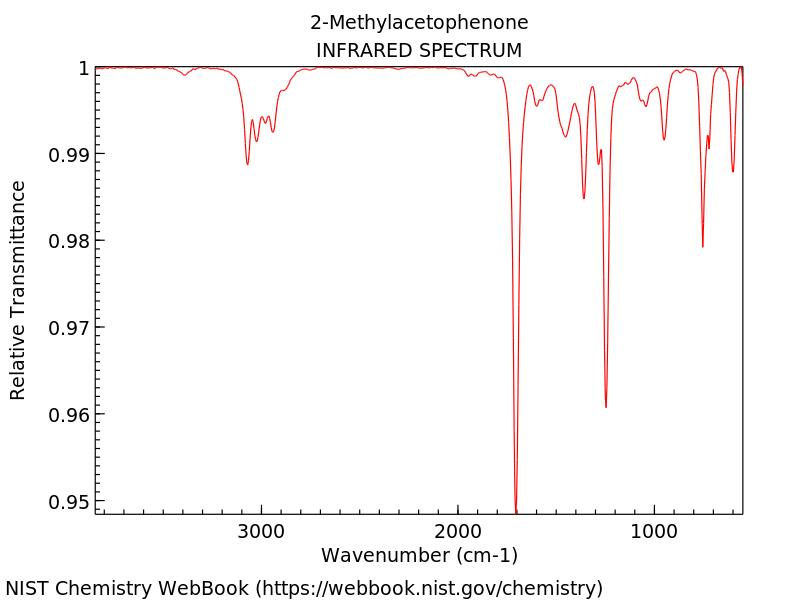 2-Methylacetophenone
INFRARED SPECTRUM
1
0.99
0.98
0.97
0.96
0.95
Relative Transmittance
3000 2000 1000
Wavenumber (cm-1)
NIST Chemistry WebBook (https://webbook.nist.gov/chemistry)